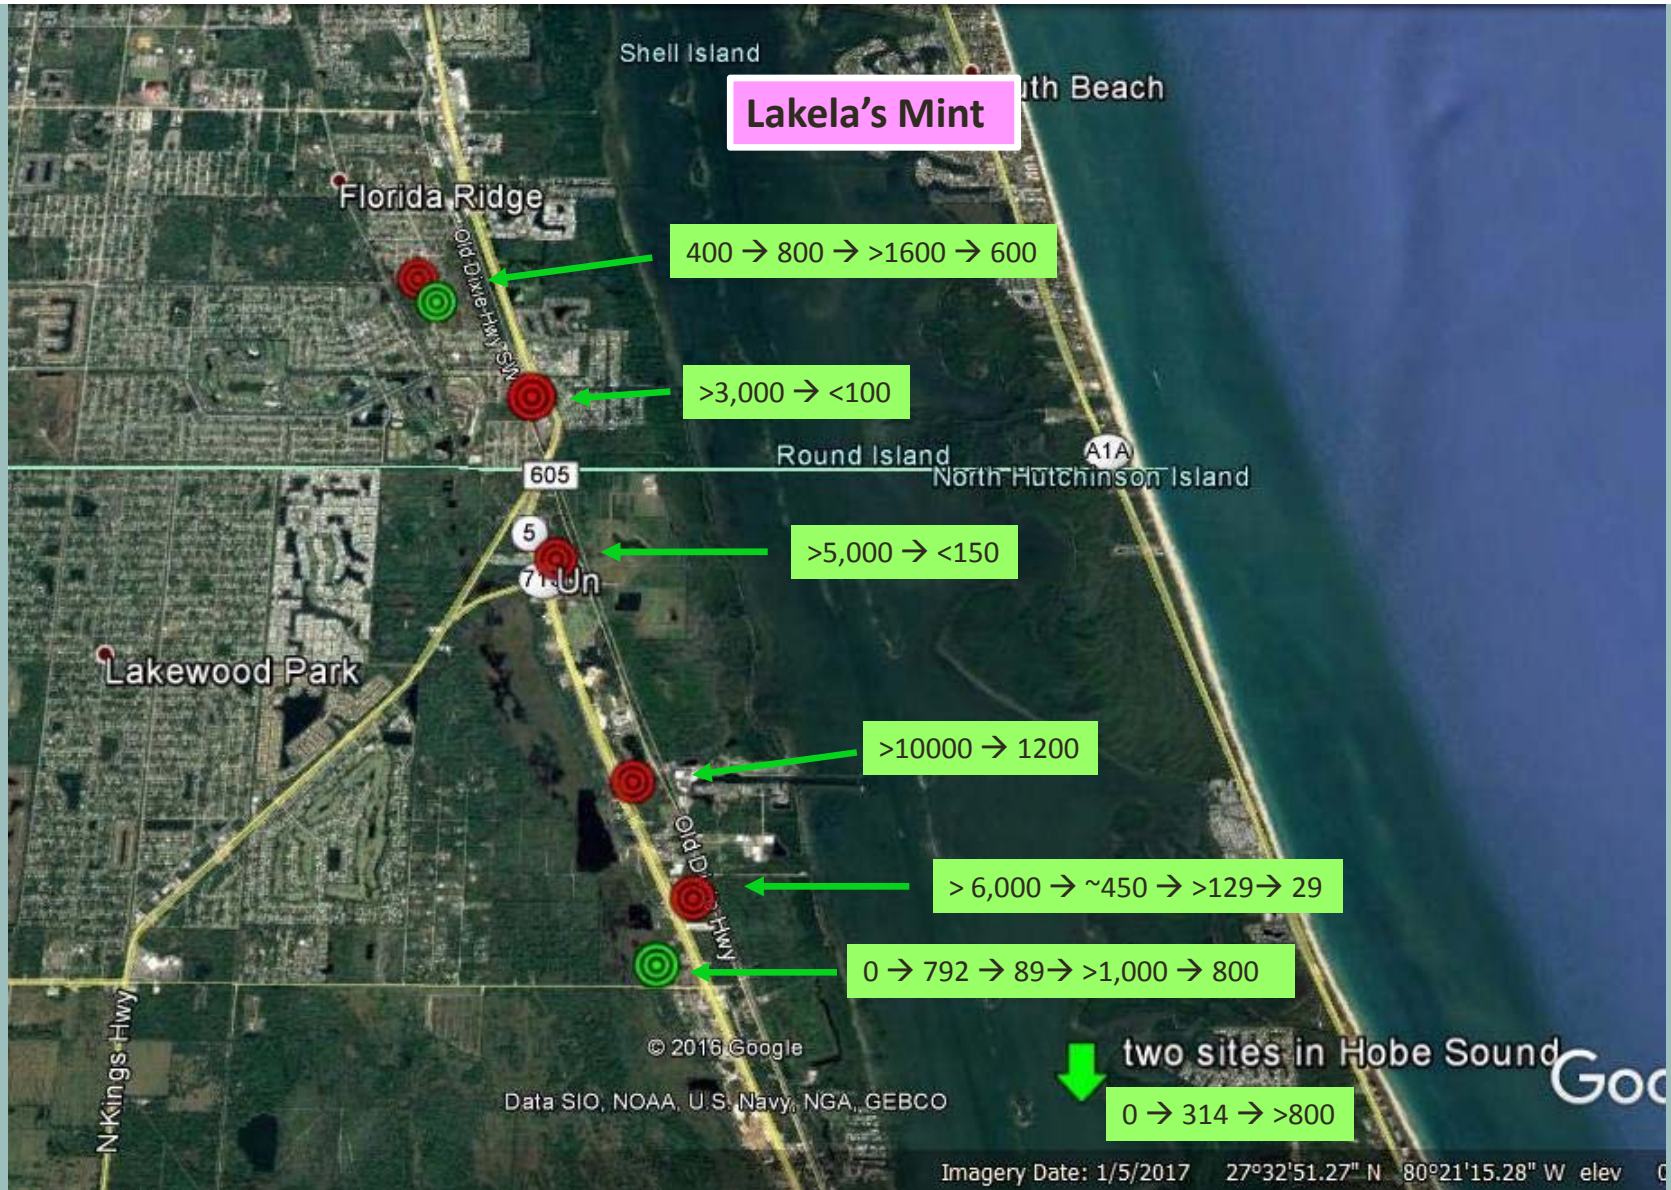 Shell Island
Lakela's Mint
uth Beach
Florida Ridge
Old Dixie Hwy SW
400 → 800 → >1600 → 600
>3,000 → <100
Round Island
A1A
605
North Hutchinson Island
5
>5,000 → <150
Un
Lakewood Park
>10000 → 1200
Old Di Hwy
> 6,000 → ~450 → >129→ 29
0 → 792 → 89→ >1,000 → 800
N Kings Hwy
© 2016 Google
two sites in Hobe Sound
Goo
Data SIO, NOAA, U.S. Navy, NGA, GEBCO
0 → 314 → >800
Imagery Date: 1/5/2017 27°32'51.27" N 80°21'15.28" W elev 0